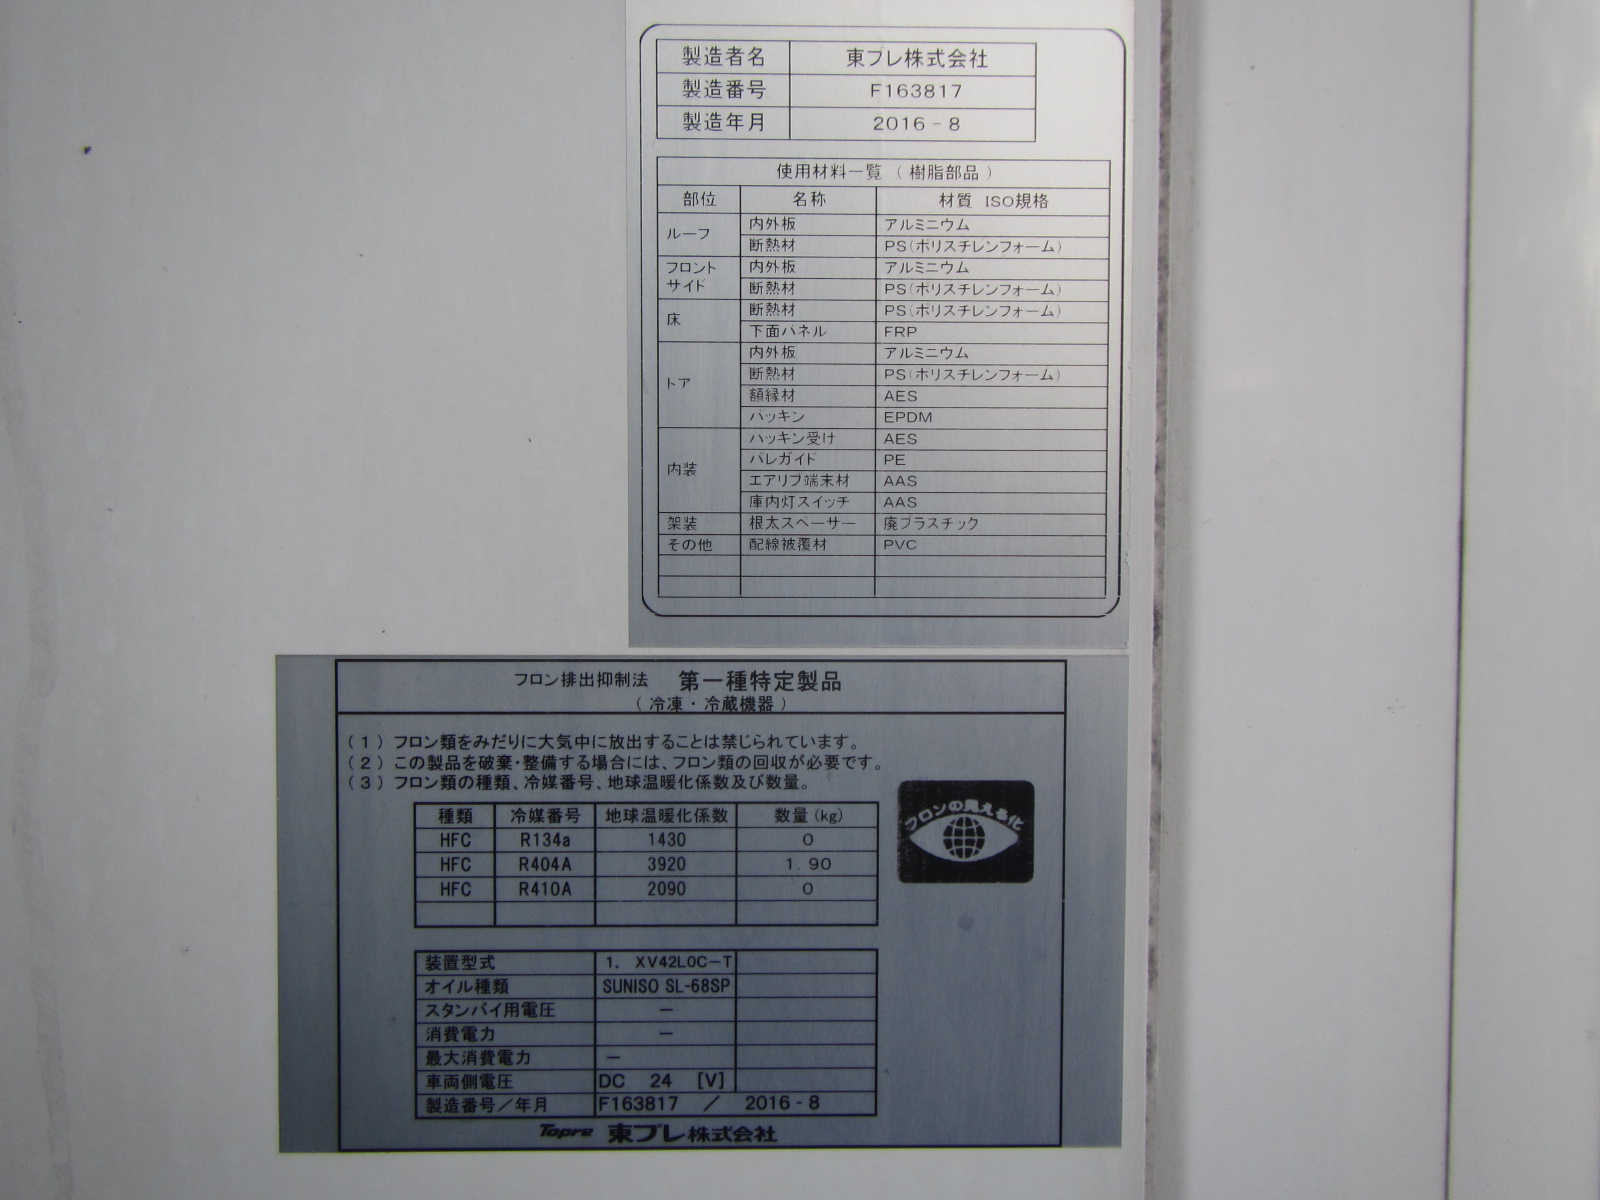 製造者名 東プレ株式会社
製造番号 F163817
製造年月 2016-8
使用材料一覧 (樹脂部品)
部位 名称 材質 ISO規格
ルーフ 内外板 アルミニウム
断熱材 PS(ポリスチレンフォーム)
フロント サイド 内外板 アルミニウム
断熱材 PS(ポリスチレンフォーム)
床 断熱材 PS(ポリスチレンフォーム)
下面パネル FRP
ドア 内外板 アルミニウム
断熱材 PS(ポリスチレンフォーム)
額縁材 AES
パッキン EPDM
内装 パッキン受け AES
バレガイド PE
エアリブ端末材 AAS
庫内灯スイッチ AAS
架装 根太スペーサー 廃プラスチック
その他 配線被覆材 PVC
フロン排出抑制法 第一種特定製品
(冷凍・冷蔵機器)
(1) フロン類をみだりに大気中に放出することは禁じられています。
(2) この製品を破棄・整備する場合には、フロン類の回収が必要です。
(3) フロン類の種類、冷媒番号、地球温暖化係数及び数量。
種類 冷媒番号 地球温暖化係数 数量(kg)
HFC R134a 1430 0
HFC R404A 3920 1.90
HFC R410A 2090 0
フロンの見える化
装置型式 1. XV42LOC-T
オイル種類 SUNISO SL-68SP
スタンバイ用電圧 -
消費電力 -
最大消費電力 -
車両側電圧 DC 24 [V]
製造番号/年月 F163817 / 2016-8
Topre 東プレ株式会社